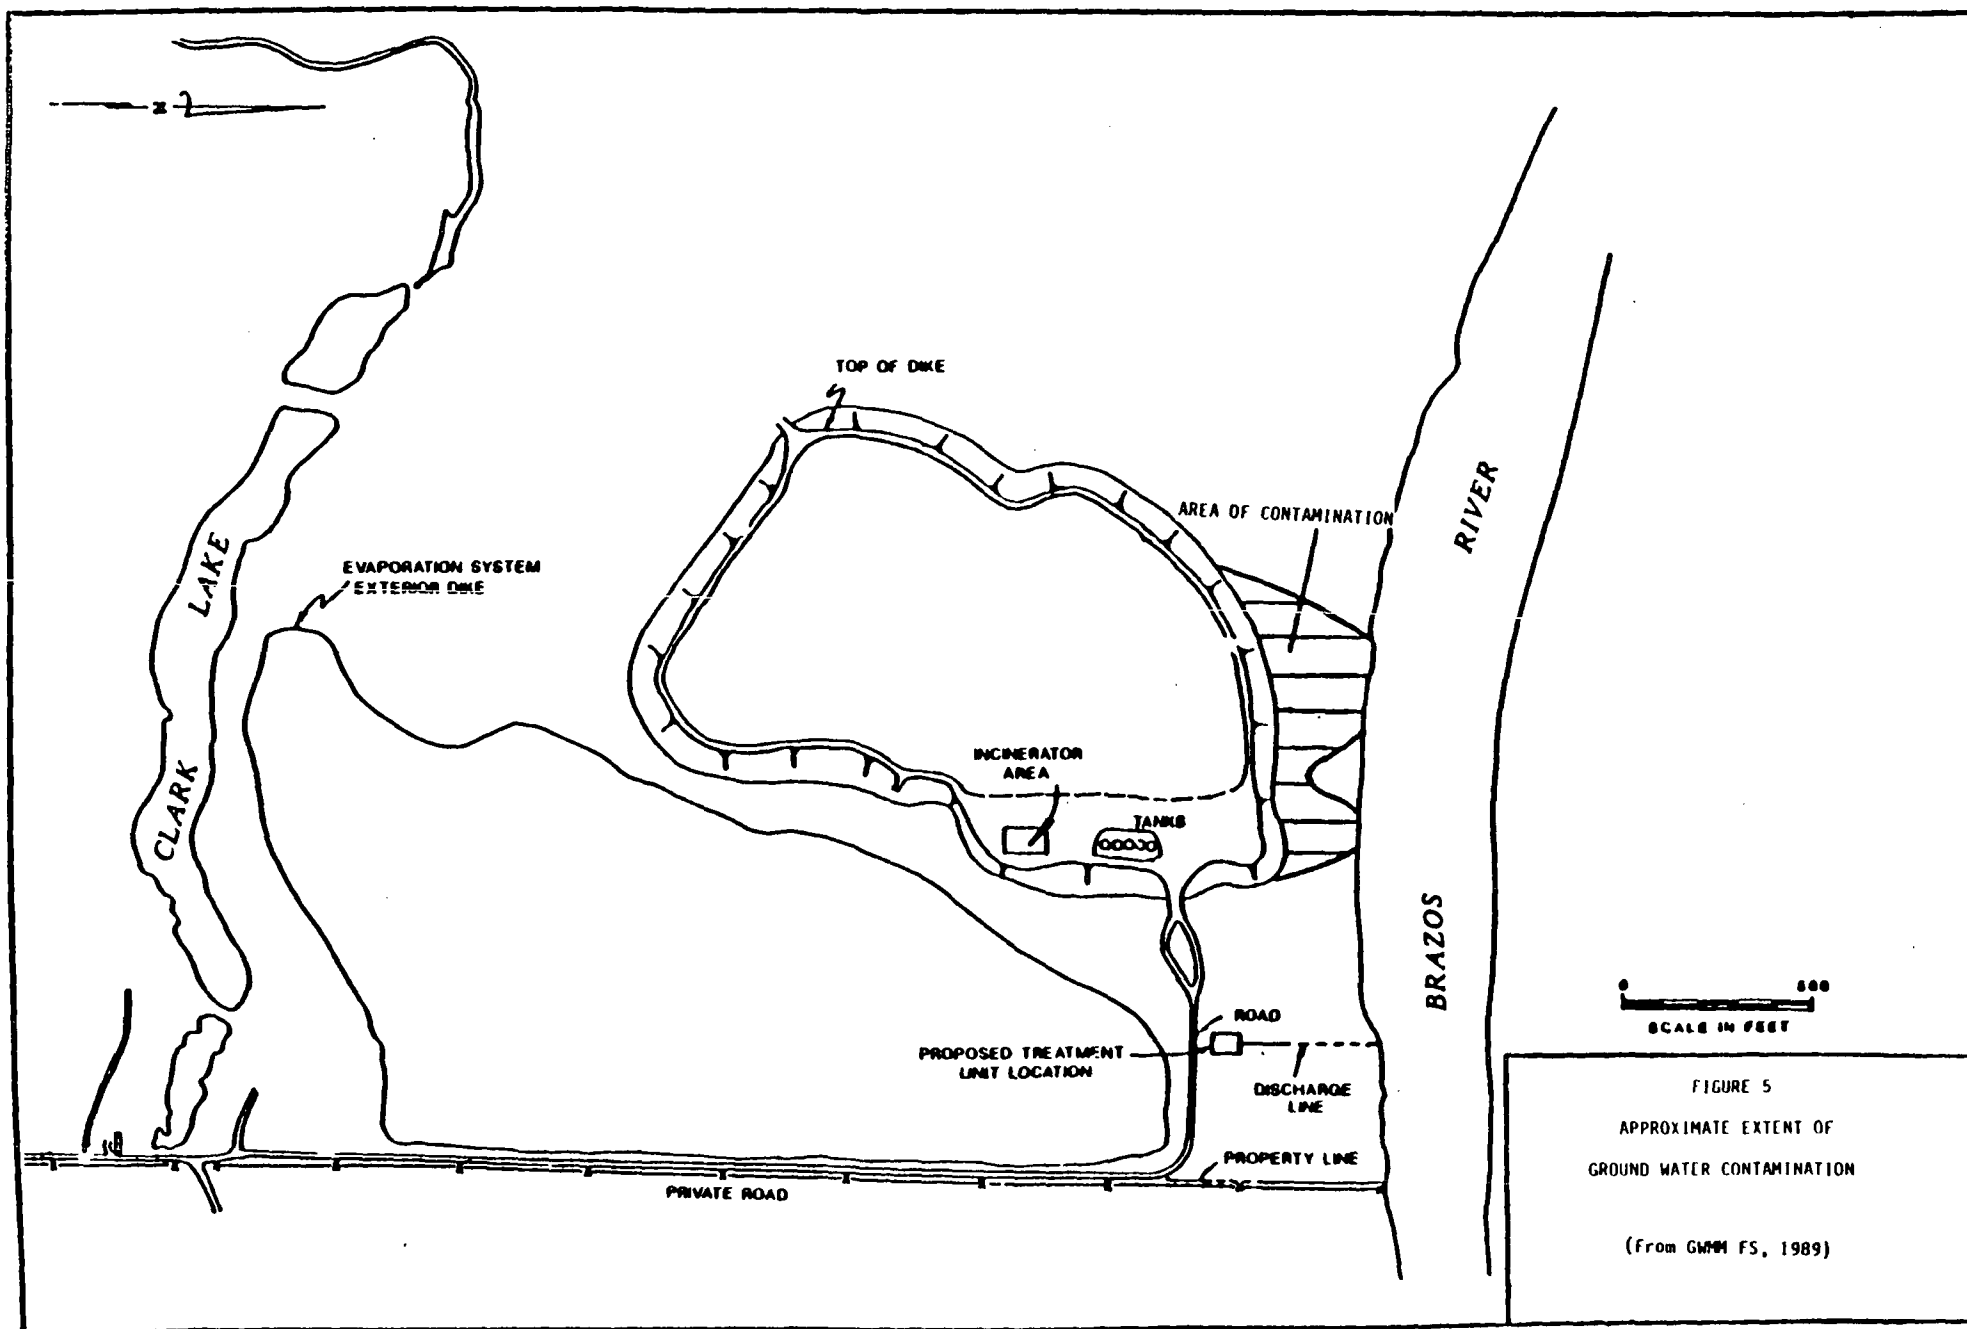 Z
TOP OF DIKE
AREA OF CONTAMINATION
EVAPORATION SYSTEM
EXTERIOR DIKE
CLARK LAKE
BRAZOS RIVER
INCINERATOR
AREA
TANKS
ROAD
PROPOSED TREATMENT
UNIT LOCATION
DISCHARGE
LINE
PROPERTY LINE
PRIVATE ROAD
0 500
SCALE IN FEET
FIGURE 5
APPROXIMATE EXTENT OF
GROUND WATER CONTAMINATION
(From GWMM FS, 1989)